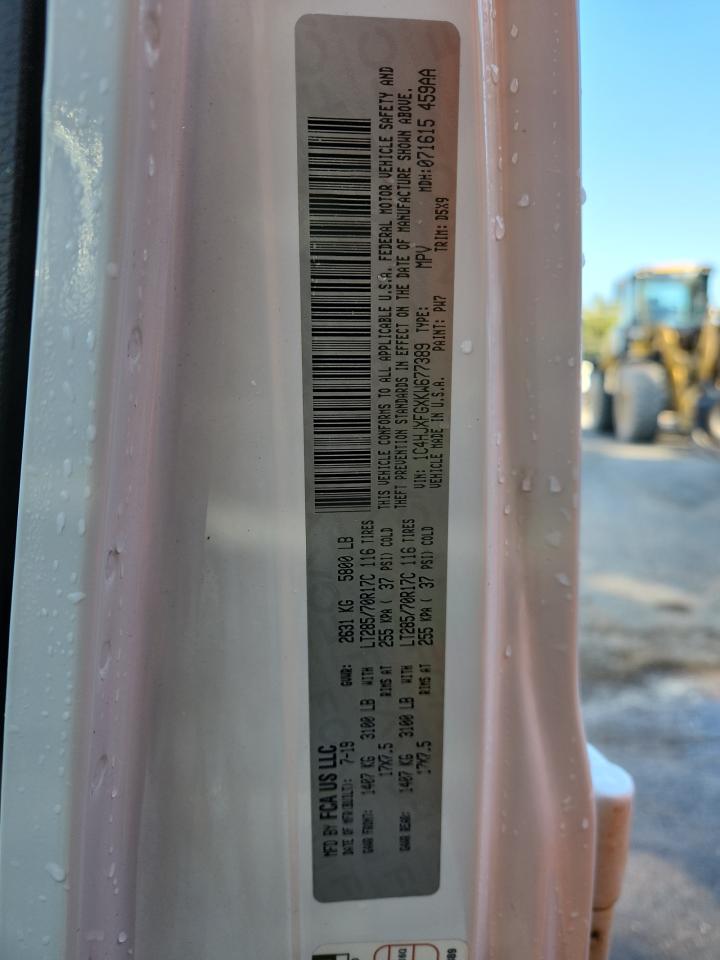 MFD BY FCA US LLC
DATE OF MFR(BUILT): 7-19 GVWR: 2631 KG 5800 LB
GAWR FRONT: 1407 KG 3100 LB WITH LT285/70R17C 116 TIRES
17X7.5 RIMS AT 255 KPA ( 37 PSI) COLD
GAWR REAR: 1407 KG 3100 LB WITH LT285/70R17C 116 TIRES
17X7.5 RIMS AT 255 KPA ( 37 PSI) COLD
THIS VEHICLE CONFORMS TO ALL APPLICABLE U.S.A. FEDERAL MOTOR VEHICLE SAFETY AND
THEFT PREVENTION STANDARDS IN EFFECT ON THE DATE OF MANUFACTURE SHOWN ABOVE.
VIN: 1C4HJXFGXKW677389 TYPE: MPV MDH:071615 459AA
VEHICLE MADE IN U.S.A. PAINT: PW7 TRIM: D5X9